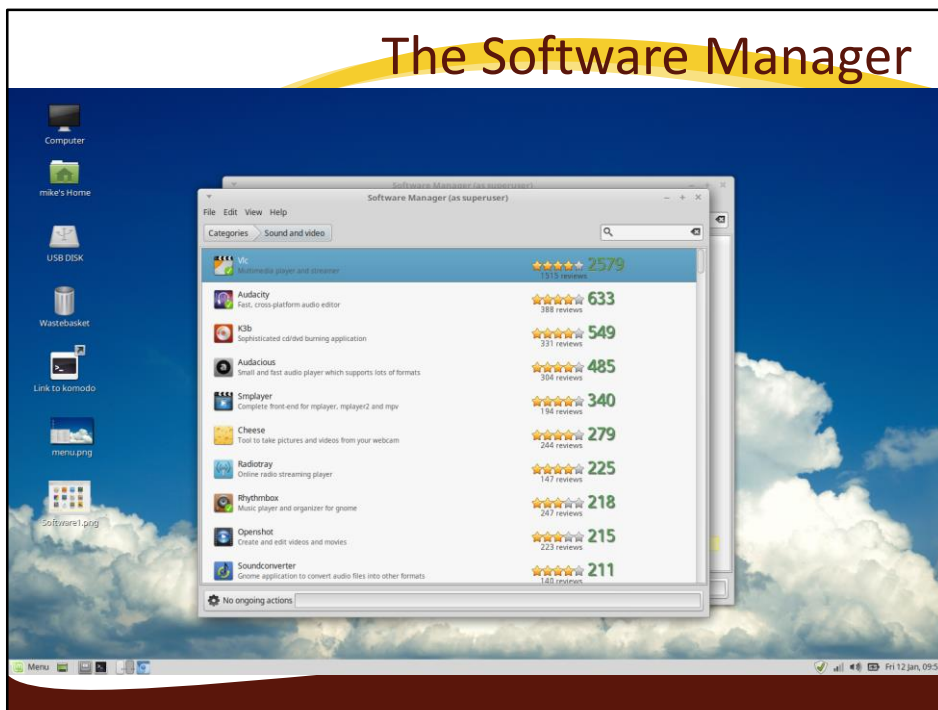 The Software Manager
Computer
mike's Home
USB DISK
Wastebasket
Link to komodo
menu.png
Software1.png
Software Manager (as superuser)
Software Manager (as superuser)
File Edit View Help
Categories Sound and video
Vlc
Multimedia player and streamer
2579
1515 reviews
Audacity
Fast, cross-platform audio editor
633
388 reviews
K3b
Sophisticated cd/dvd burning application
549
331 reviews
Audacious
Small and fast audio player which supports lots of formats
485
304 reviews
Smplayer
Complete front-end for mplayer, mplayer2 and mpv
340
194 reviews
Cheese
Tool to take pictures and videos from your webcam
279
244 reviews
Radiotray
Online radio streaming player
225
147 reviews
Rhythmbox
Music player and organizer for gnome
218
247 reviews
Openshot
Create and edit videos and movies
215
223 reviews
Soundconverter
Gnome application to convert audio files into other formats
211
140 reviews
No ongoing actions
Menu
Fri 12 Jan, 09:5